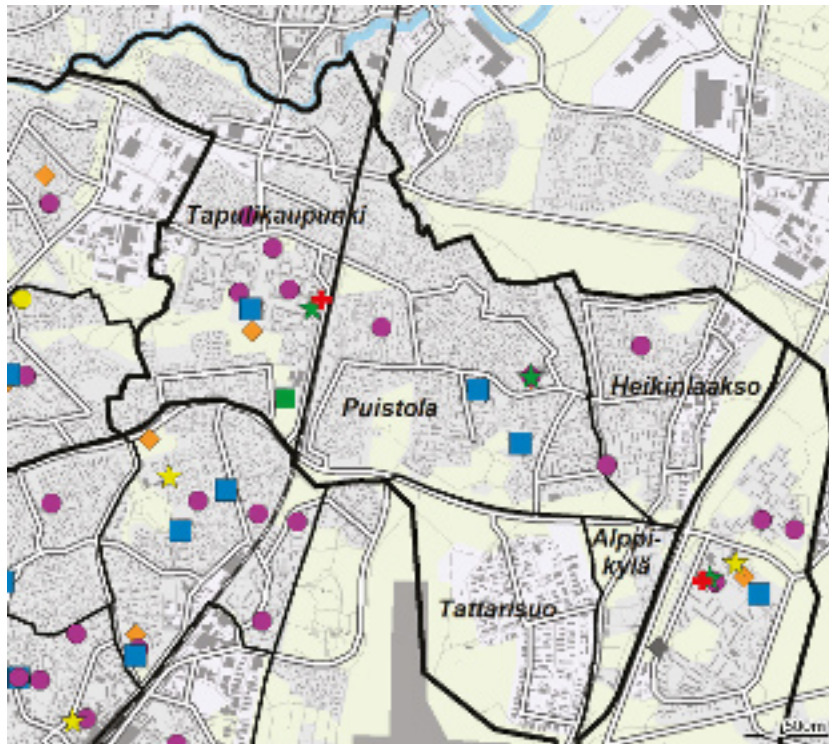 Tapulikaupunki
Puistola
Heikinlaakso
Alppi-
kylä
Tattarisuo